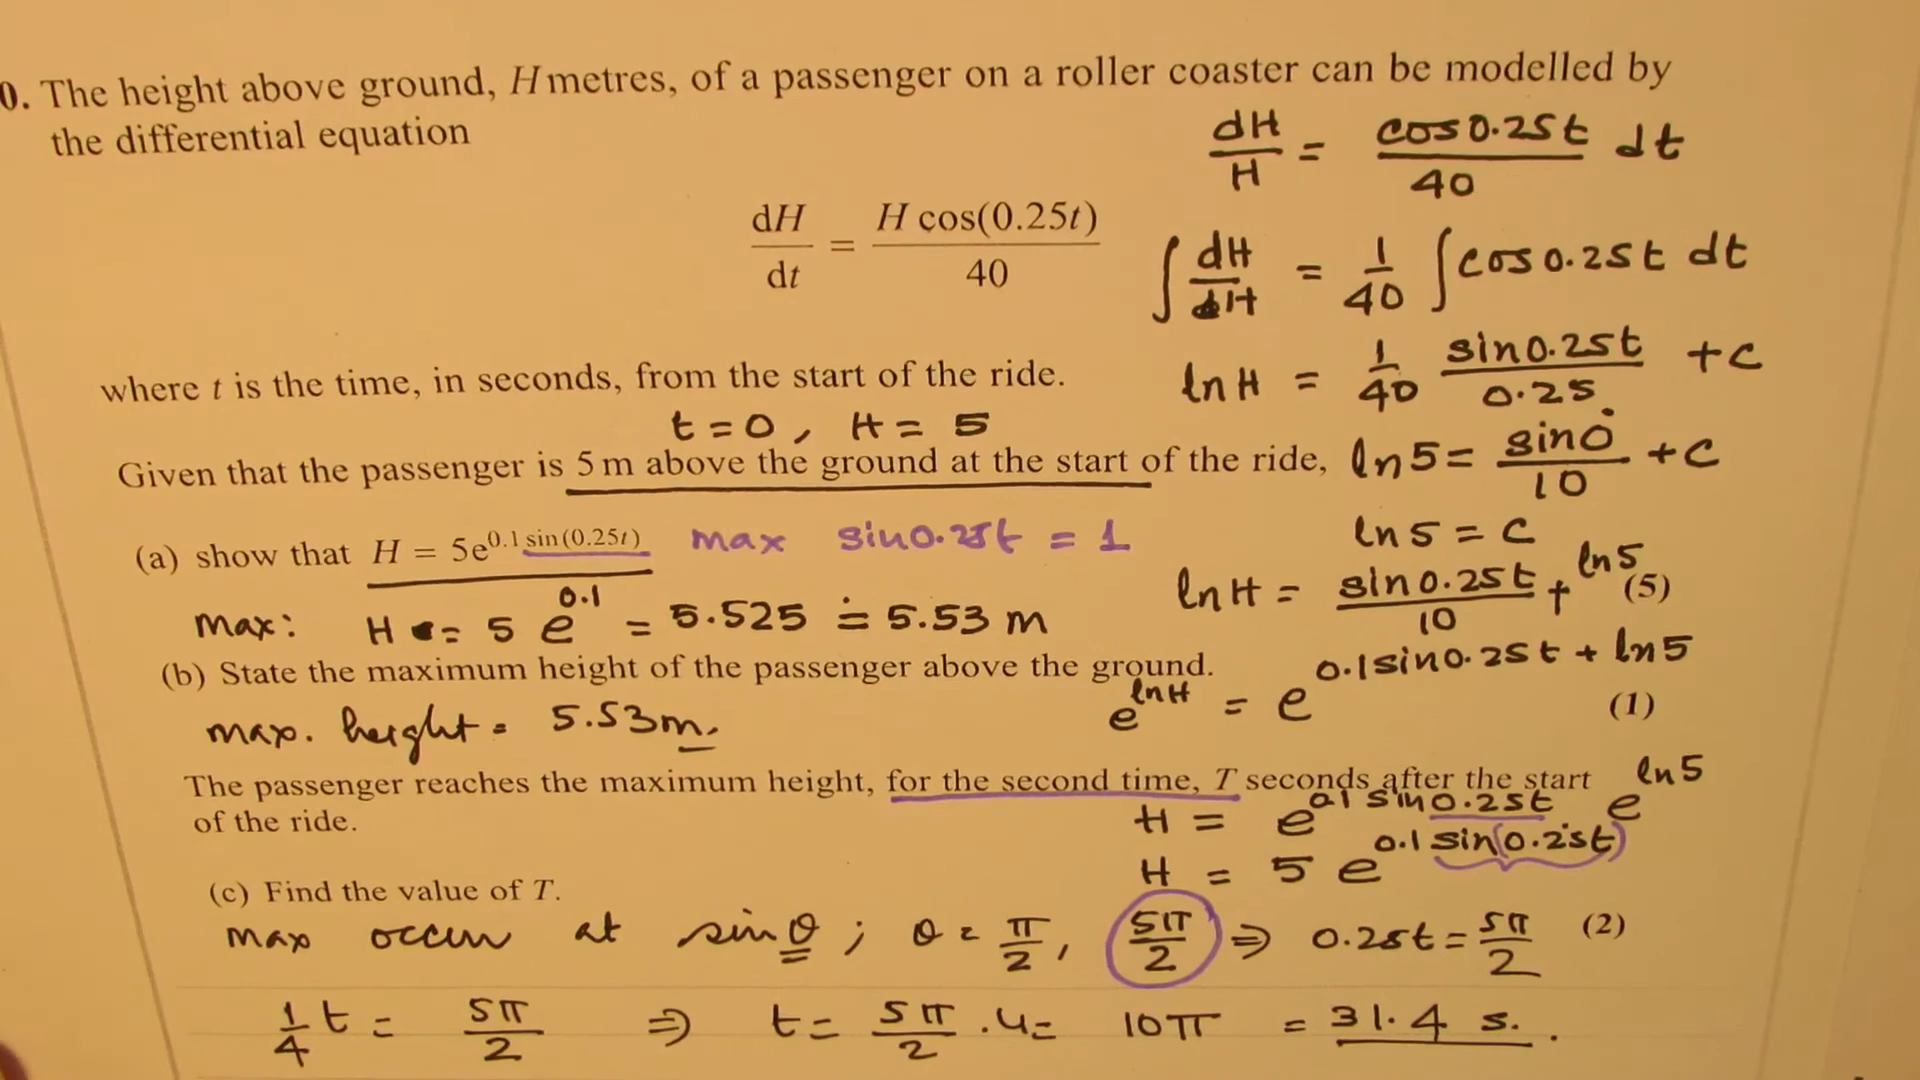 0. The height above ground, H metres, of a passenger on a roller coaster can be modelled by
the differential equation
dH/H = cos0.25t/40 dt
dH/dt = H cos(0.25t)/40
∫ dH/dH = 1/40 ∫ cos0.25t dt
where t is the time, in seconds, from the start of the ride.
lnH = 1/40 sin0.25t/0.25 + c
t = 0, H = 5
Given that the passenger is 5 m above the ground at the start of the ride,
ln5 = sin0°/10 + c
(a) show that H = 5e^0.1 sin(0.25t)
max sin0.25t = 1
ln5 = c
lnH = sin0.25t/10 + ln5
(5)
max: H = 5 e^0.1 = 5.525 ≐ 5.53 m
(b) State the maximum height of the passenger above the ground.
e^lnH = e^0.1sin0.25t + ln5
(1)
max. height = 5.53m.
The passenger reaches the maximum height, for the second time, T seconds after the start
of the ride.
H = e^0.1 sin0.25t e^ln5
H = 5 e^0.1 sin(0.25t)
(c) Find the value of T.
max occur at sinθ ; θ = π/2, 5π/2 ⇒ 0.25t = 5π/2
(2)
1/4 t = 5π/2 ⇒ t = 5π/2 .4 = 10π = 31.4 s.